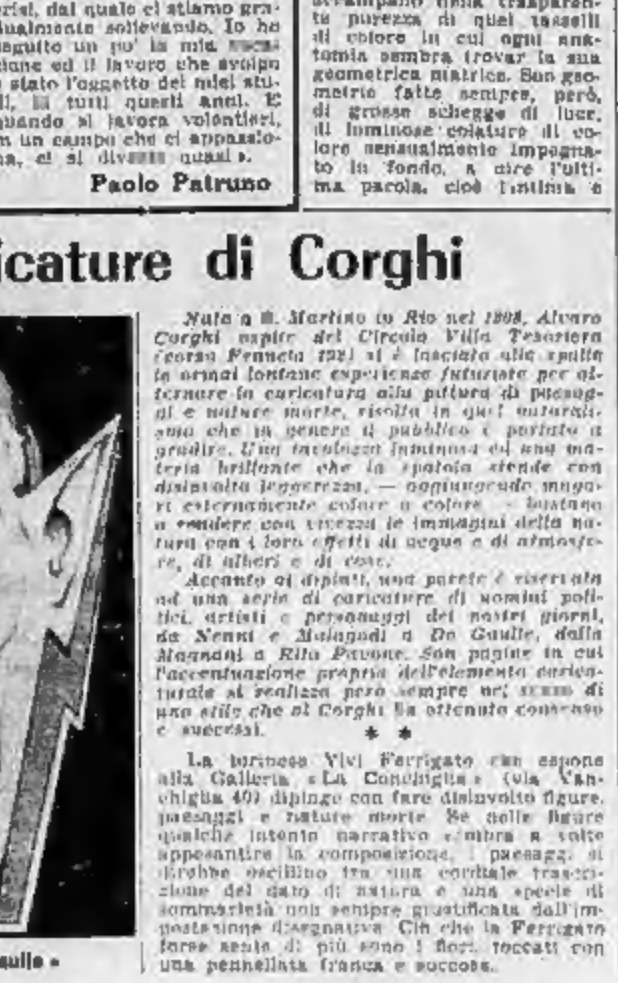 risi, dal quale ci stiamo gra-
dualmente sollevando. Io ho
seguito un po' la mia
zione ed il lavoro che svolgo
è stato l'oggetto dei miei stu-
di, in tutti questi anni. E
quando si lavora volentieri,
in un campo che ci appassio-
na, ci si diverte quasi ».
Paolo Patruno
della trasparen-
te purezza di quei tasselli
di colore in cui ogni ana-
tomia sembra trovar la sua
geometrica matrice. Son geo-
metrie fatte sempre, però,
di grosse schegge di luce,
di luminose colature di co-
lore sensualmente impegna-
to in fondo, a dire l'ulti-
ma parola, cioè l'intima e
icature di Corghi
Nato a S. Martino in Rio nel 1898, Alvaro
Corghi ospite del Circolo Villa Tesoriera
(corso Francia 192) si è lasciato alle spalle
le ormai lontane esperienze futuriste per al-
ternare la caricatura alla pittura di paesag-
gi e nature morte, risolta in quel naturali-
smo che in genere il pubblico è portato a
gradire. Una tavolozza luminosa ed una ma-
teria brillante che la spatola stende con
disinvolta leggerezza, — aggiungendo maga-
ri esternamente colore a colore, — bastano
a rendere con vivezza le immagini della na-
tura con i loro effetti di acque e di atmosfe-
re, di alberi e di cose.
Accanto ai dipinti, una parete è riservata
ad una serie di caricature di uomini poli-
tici, artisti e personaggi dei nostri giorni,
da Nenni e Malagodi a De Gaulle, dalla
Magnani a Rita Pavone. Son pagine in cui
l'accentuazione propria dell'elemento carica-
turale si realizza però sempre nel senso di
uno stile che al Corghi ha ottenuto consenso
e successi.
* *
La torinese Vivi Ferrigato che espone
alla Galleria « La Conchiglia » (via Van-
chiglia 40) dipinge con fare disinvolto figure,
paesaggi e nature morte. Se nelle figure
qualche intento narrativo sembra a volte
appesantire la composizione, i paesaggi si
direbbe oscillino tra una cordiale trascri-
zione del dato di natura e una specie di
sommarietà non sempre giustificata dall'im-
postazione disegnativa. Ciò che la Ferrigato
forse sente di più sono i fiori, toccati con
una pennellata franca e succosa.
aulle »